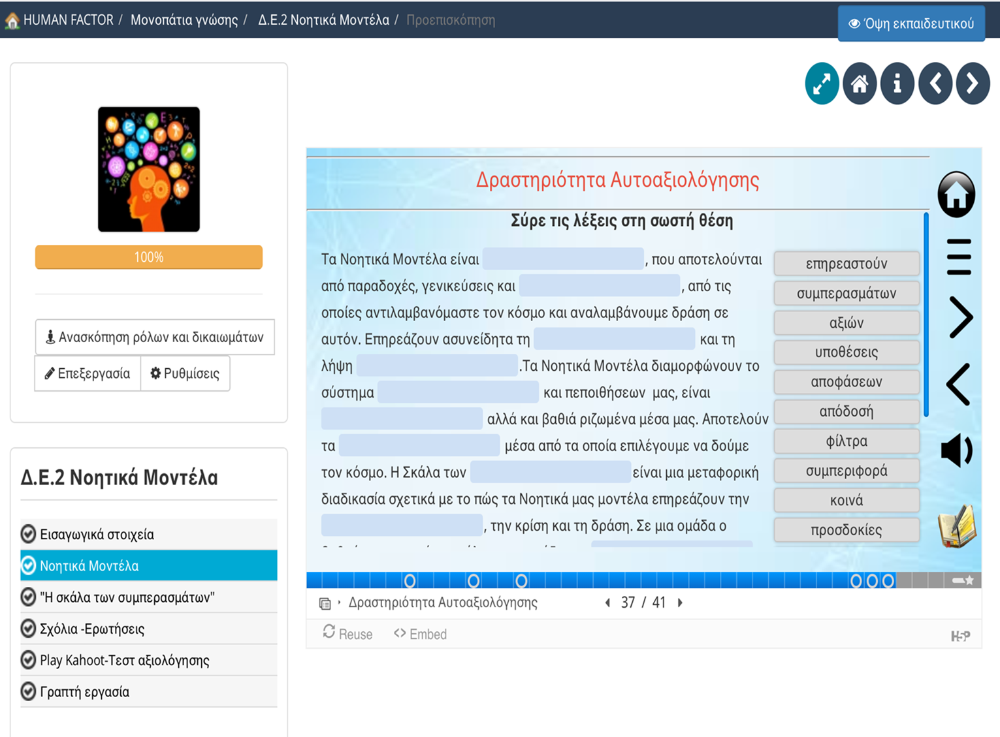 HUMAN FACTOR / Μονοπάτια γνώσης / Δ.Ε.2 Νοητικά Μοντέλα / Προεπισκόπηση
Όψη εκπαιδευτικού
100%
Ανασκόπηση ρόλων και δικαιωμάτων
Επεξεργασία
Ρυθμίσεις
Δ.Ε.2 Νοητικά Μοντέλα
Εισαγωγικά στοιχεία
Νοητικά Μοντέλα
"Η σκάλα των συμπερασμάτων"
Σχόλια -Ερωτήσεις
Play Kahoot-Τεστ αξιολόγησης
Γραπτή εργασία
Δραστηριότητα Αυτοαξιολόγησης
Σύρε τις λέξεις στη σωστή θέση
Τα Νοητικά Μοντέλα είναι , που αποτελούνται
από παραδοχές, γενικεύσεις και , από τις
οποίες αντιλαμβανόμαστε τον κόσμο και αναλαμβάνουμε δράση σε
αυτόν. Επηρεάζουν ασυνείδητα τη και τη
λήψη .Τα Νοητικά Μοντέλα διαμορφώνουν το
σύστημα και πεποιθήσεων μας, είναι
αλλά και βαθιά ριζωμένα μέσα μας. Αποτελούν
τα μέσα από τα οποία επιλέγουμε να δούμε
τον κόσμο. Η Σκάλα των είναι μια μεταφορική
διαδικασία σχετικά με το πώς τα Νοητικά μας μοντέλα επηρεάζουν την
, την κρίση και τη δράση. Σε μια ομάδα ο
επηρεαστούν
συμπερασμάτων
αξιών
υποθέσεις
αποφάσεων
απόδοσή
φίλτρα
συμπεριφορά
κοινά
προσδοκίες
Δραστηριότητα Αυτοαξιολόγησης
37 / 41
Reuse
<> Embed
H5P